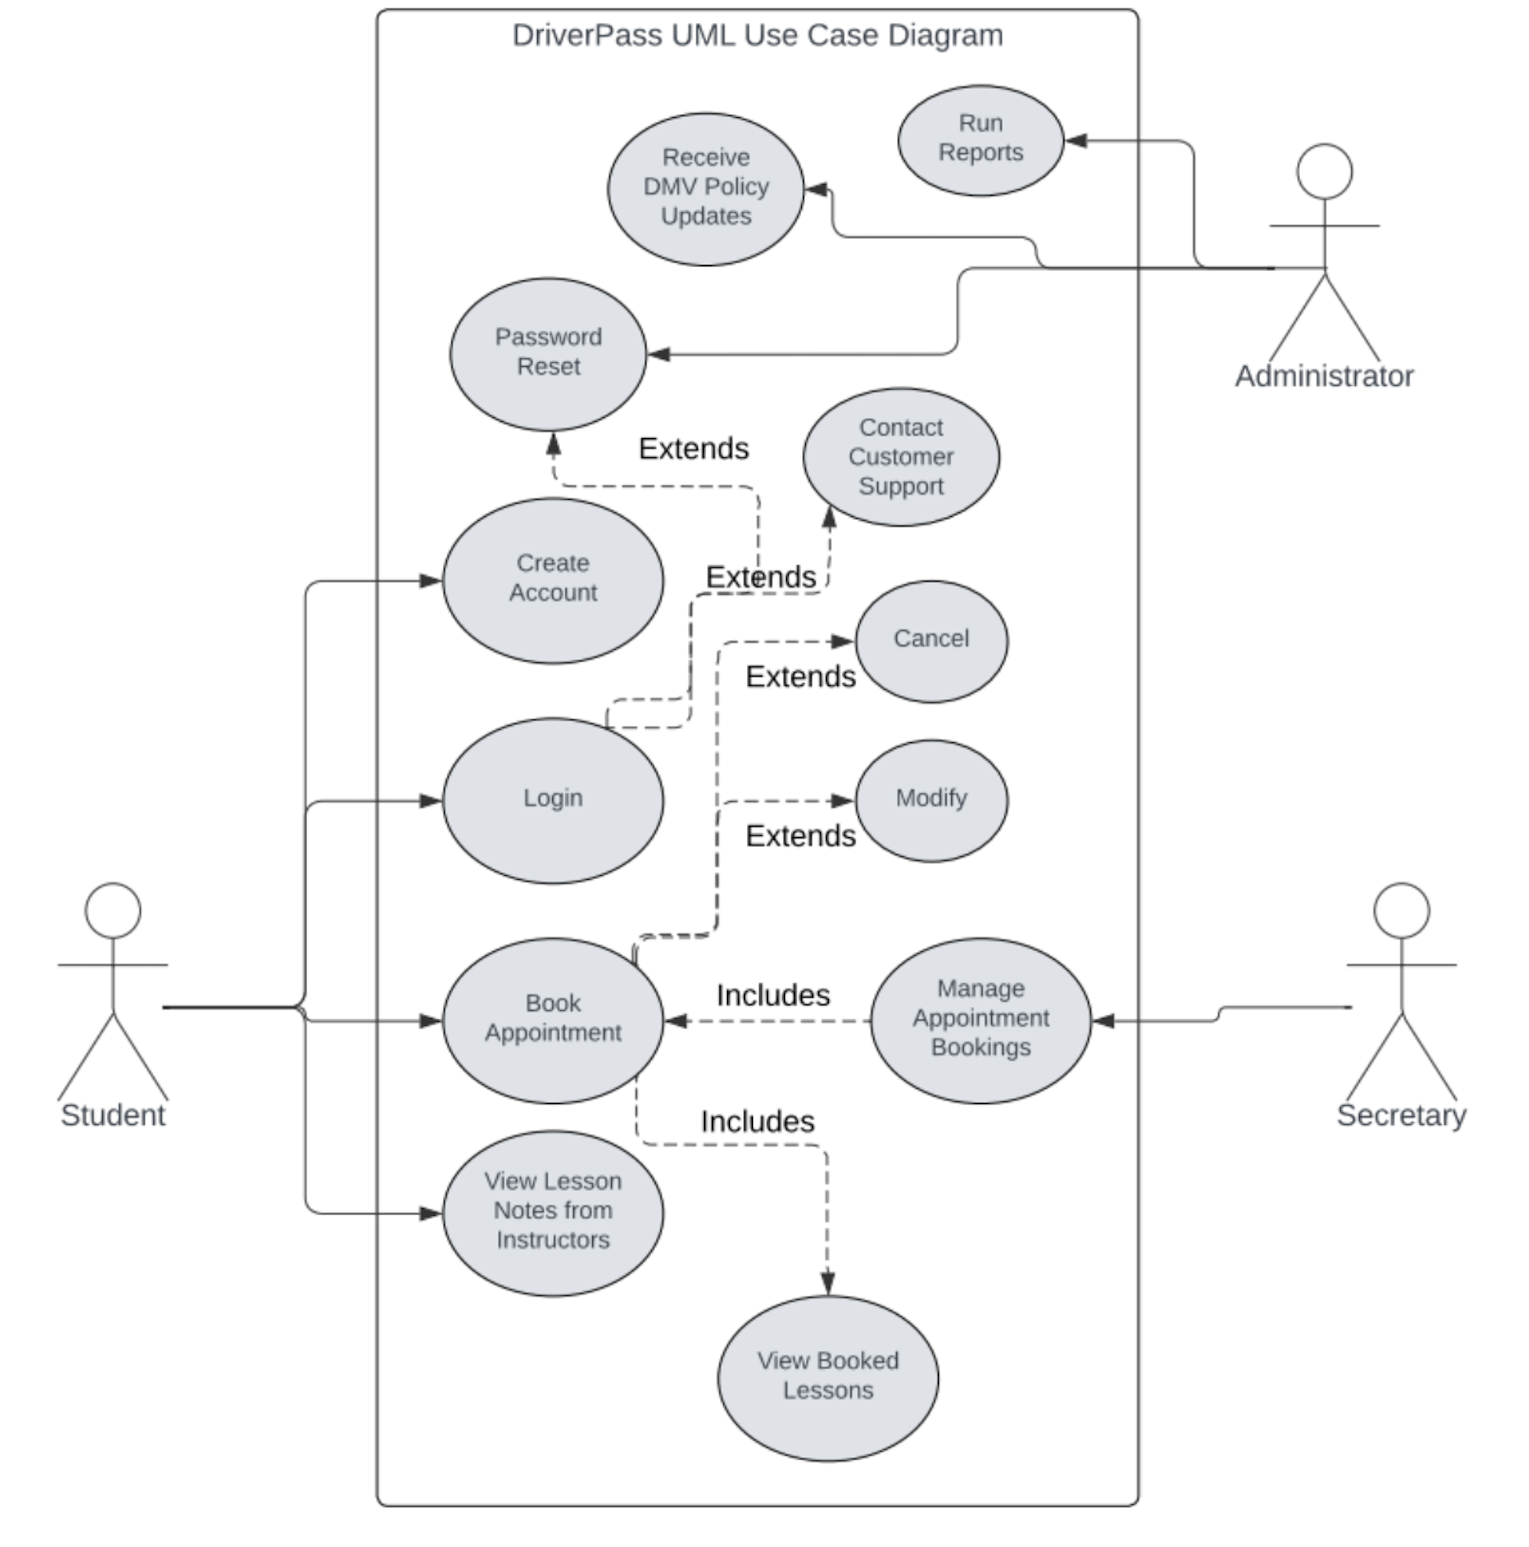 DriverPass UML Use Case Diagram
Run
Reports
Receive
DMV Policy
Updates
Administrator
Password
Reset
Extends
Contact
Customer
Support
Create
Account
Extends
Cancel
Extends
Login
Modify
Extends
Book
Appointment
Includes
Manage
Appointment
Bookings
Student
Secretary
Includes
View Lesson
Notes from
Instructors
View Booked
Lessons